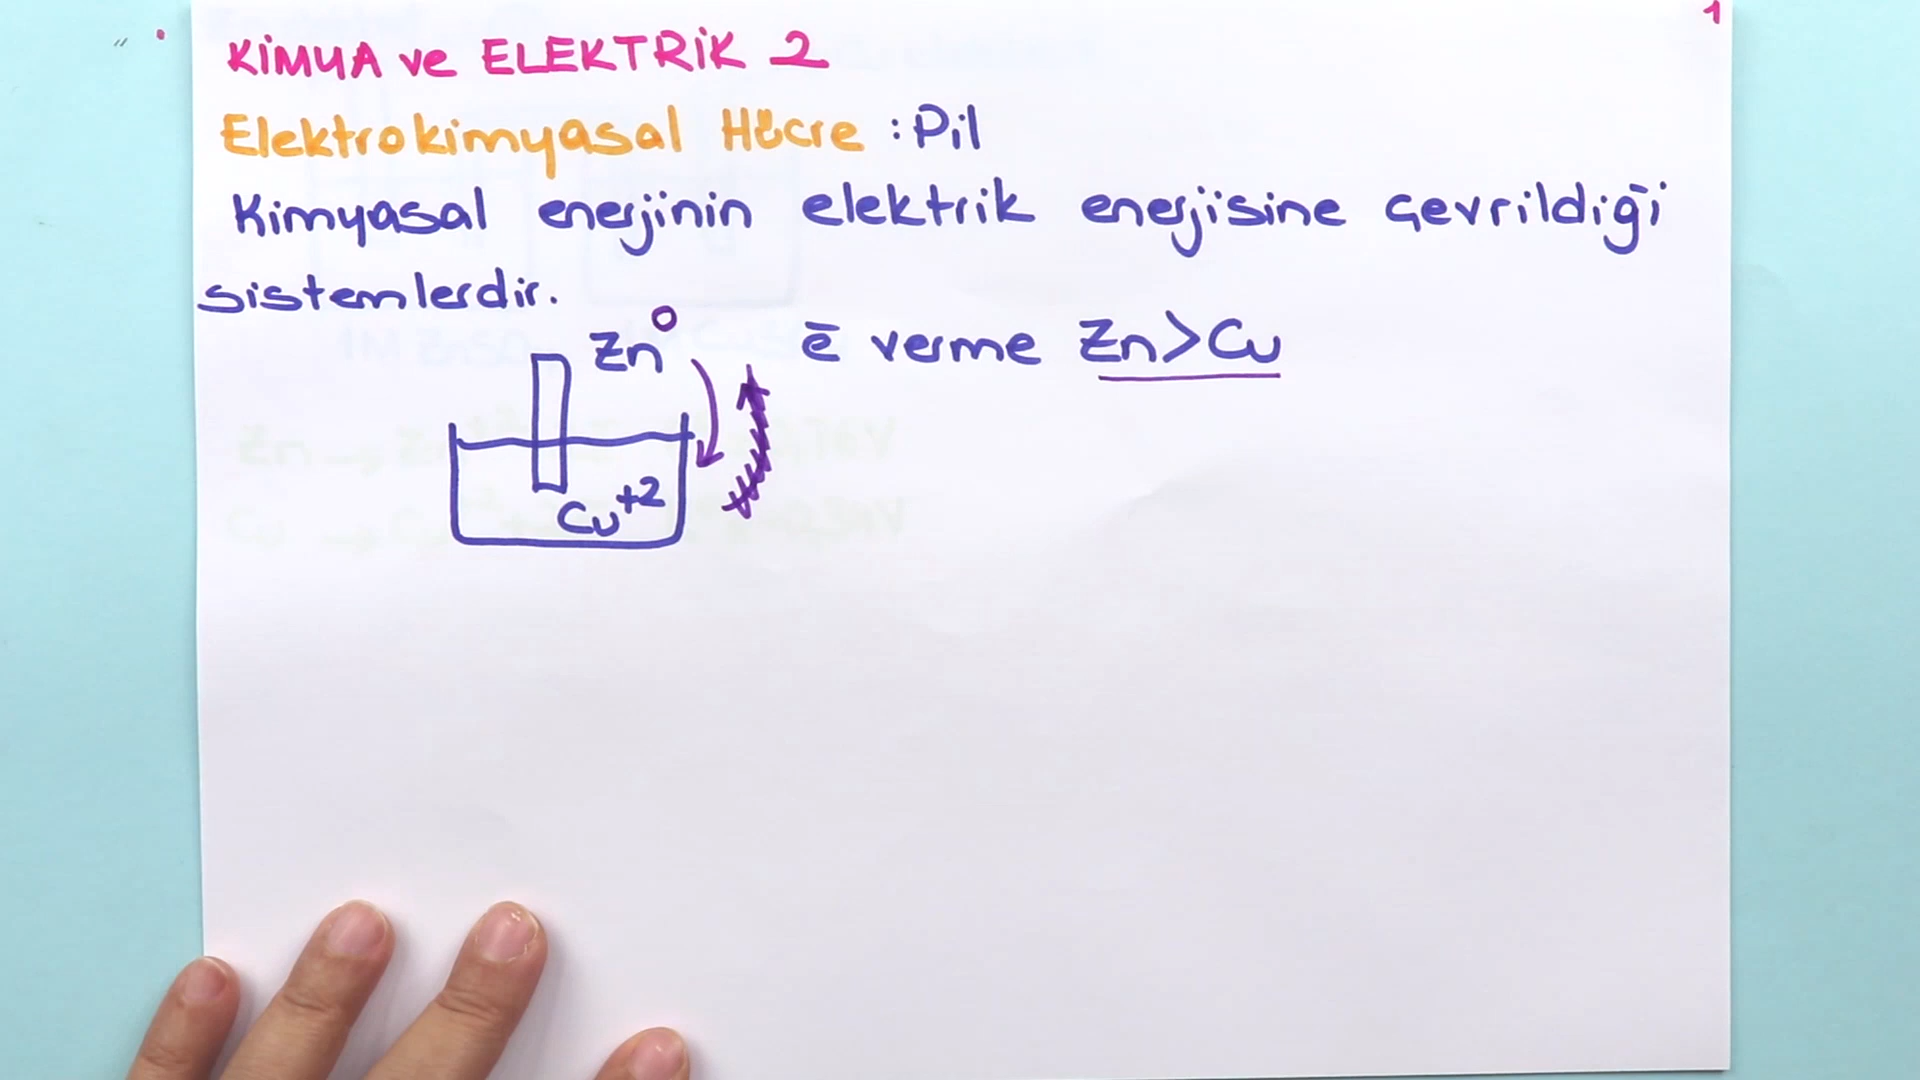 1
KİMYA ve ELEKTRİK 2
Elektrokimyasal Hücre : Pil
Kimyasal enerjinin elektrik enerjisine çevrildiği
sistemlerdir.
Zn⁰
ē verme Zn>Cu
Cu⁺²